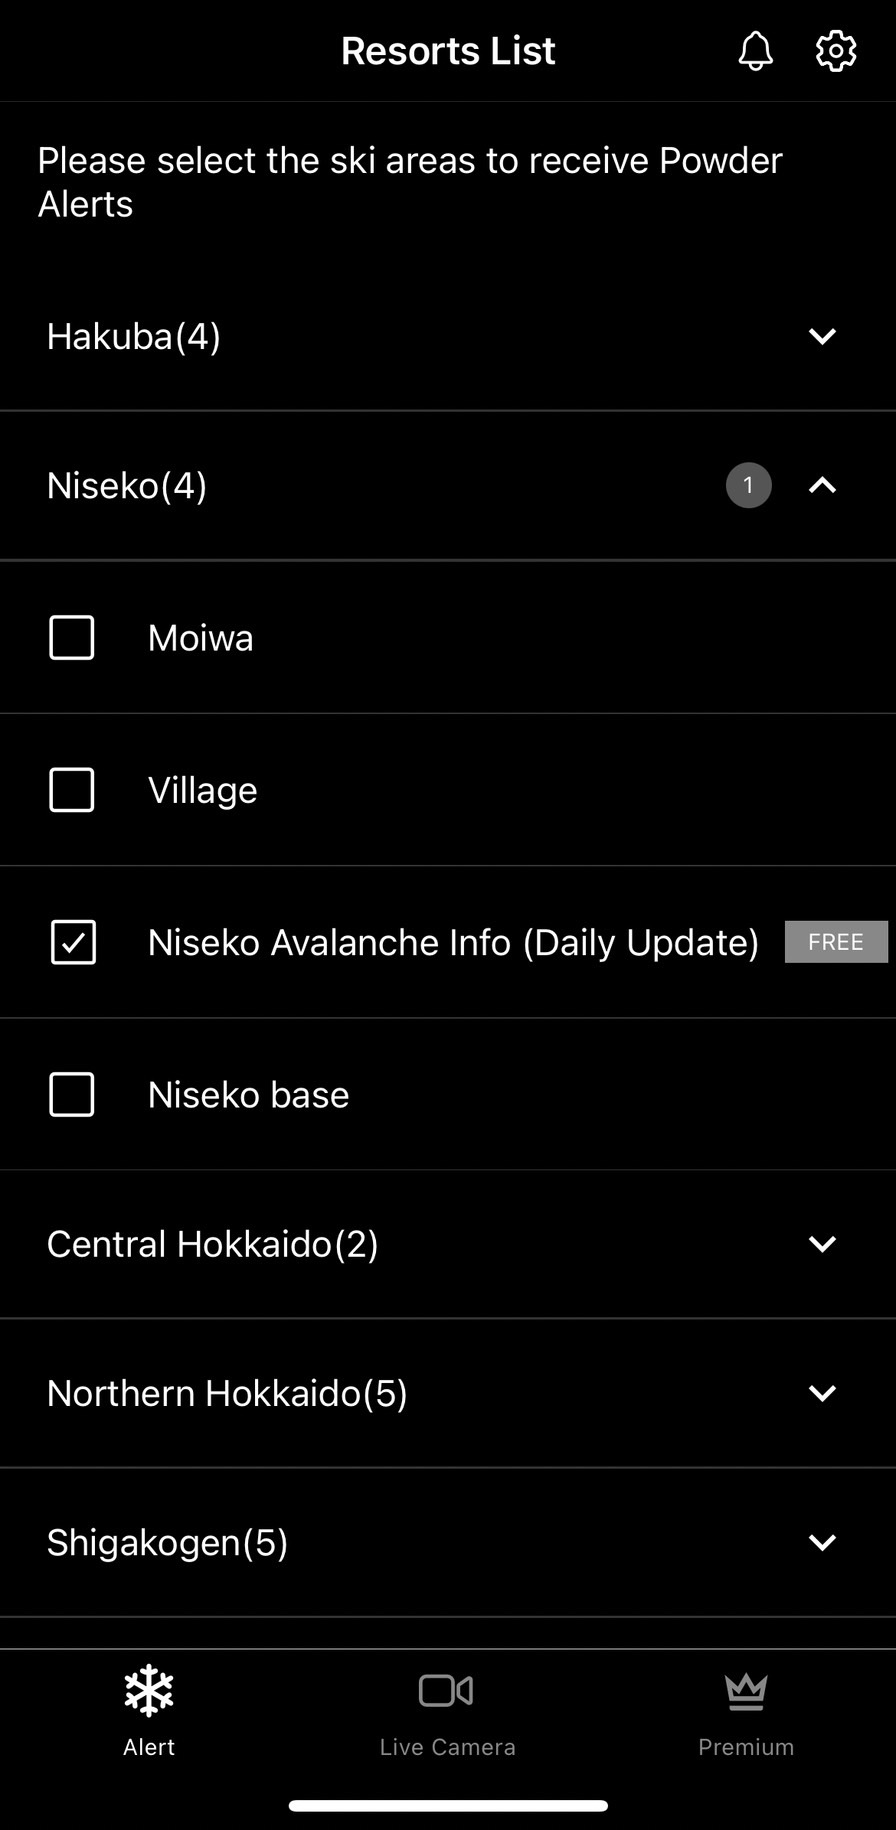 Resorts List
Please select the ski areas to receive Powder
Alerts
Hakuba(4)
Niseko(4)
1
Moiwa
Village
Niseko Avalanche Info (Daily Update)
FREE
Niseko base
Central Hokkaido(2)
Northern Hokkaido(5)
Shigakogen(5)
Alert
Live Camera
Premium